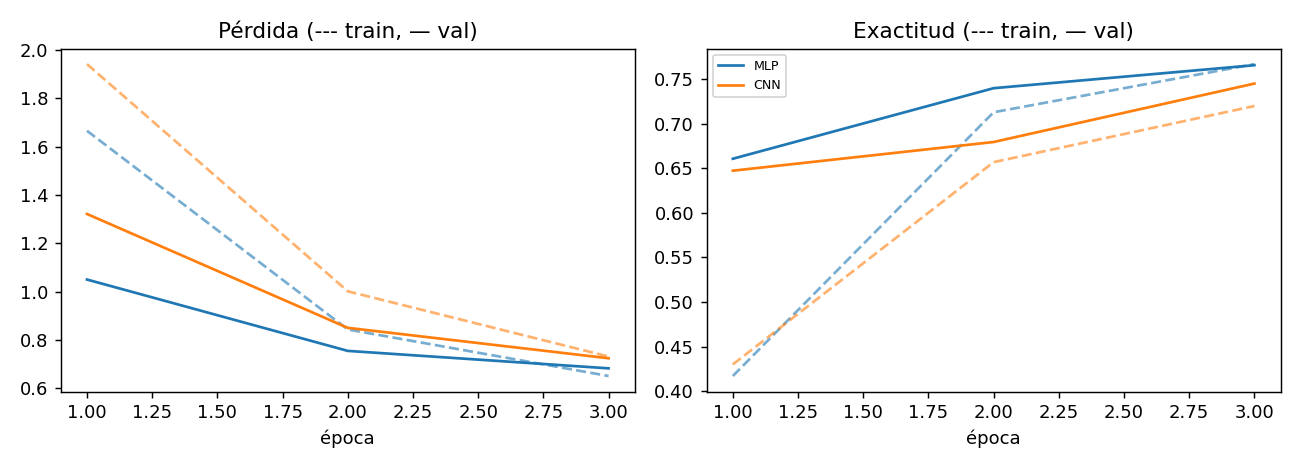 Pérdida (--- train, — val)
2.0
1.8
1.6
1.4
1.2
1.0
0.8
0.6
1.00 1.25 1.50 1.75 2.00 2.25 2.50 2.75 3.00
época
Exactitud (--- train, — val)
MLP
CNN
0.75
0.70
0.65
0.60
0.55
0.50
0.45
0.40
1.00 1.25 1.50 1.75 2.00 2.25 2.50 2.75 3.00
época